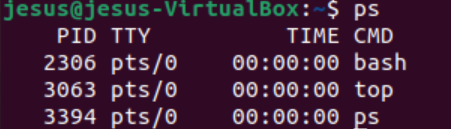 jesus@jesus-VirtualBox:~$ ps
PID TTY TIME CMD
2306 pts/0 00:00:00 bash
3063 pts/0 00:00:00 top
3394 pts/0 00:00:00 ps